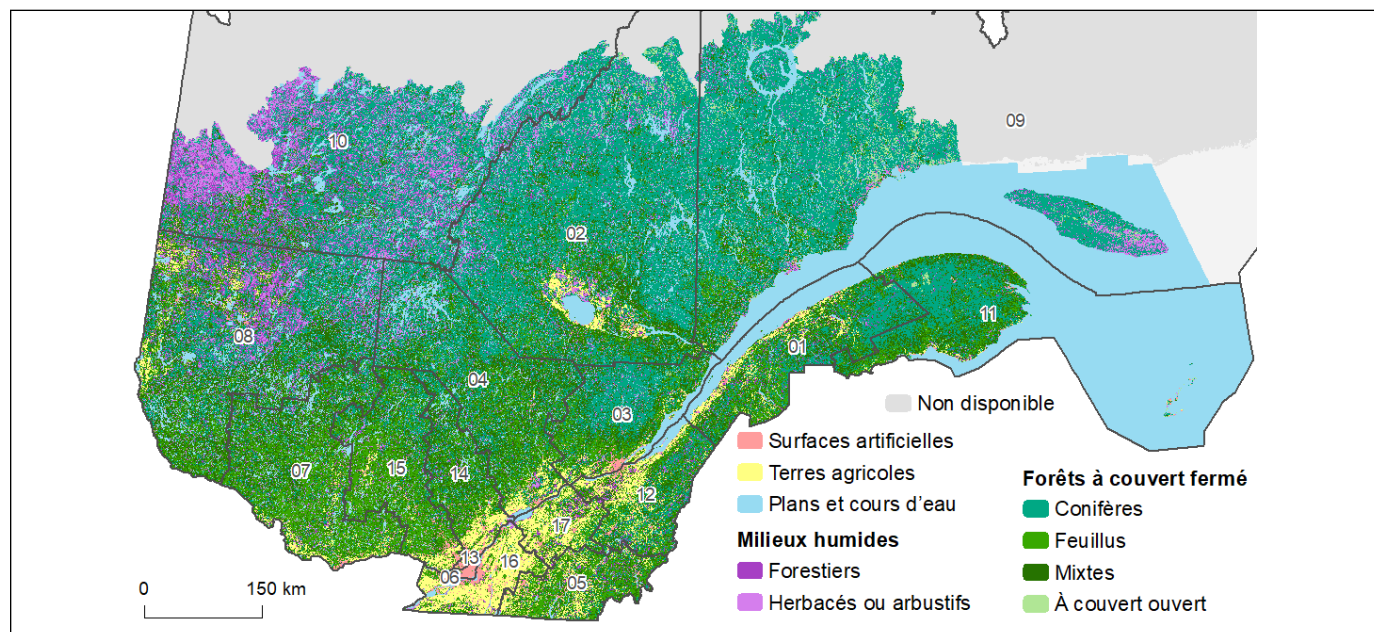 09
10
02
08
11
01
04
03
07
15
14
12
17
13
16
06
05
Non disponible
Surfaces artificielles
Terres agricoles
Plans et cours d'eau
Milieux humides
Forestiers
Herbacés ou arbustifs
Forêts à couvert fermé
Conifères
Feuillus
Mixtes
À couvert ouvert
0 150 km